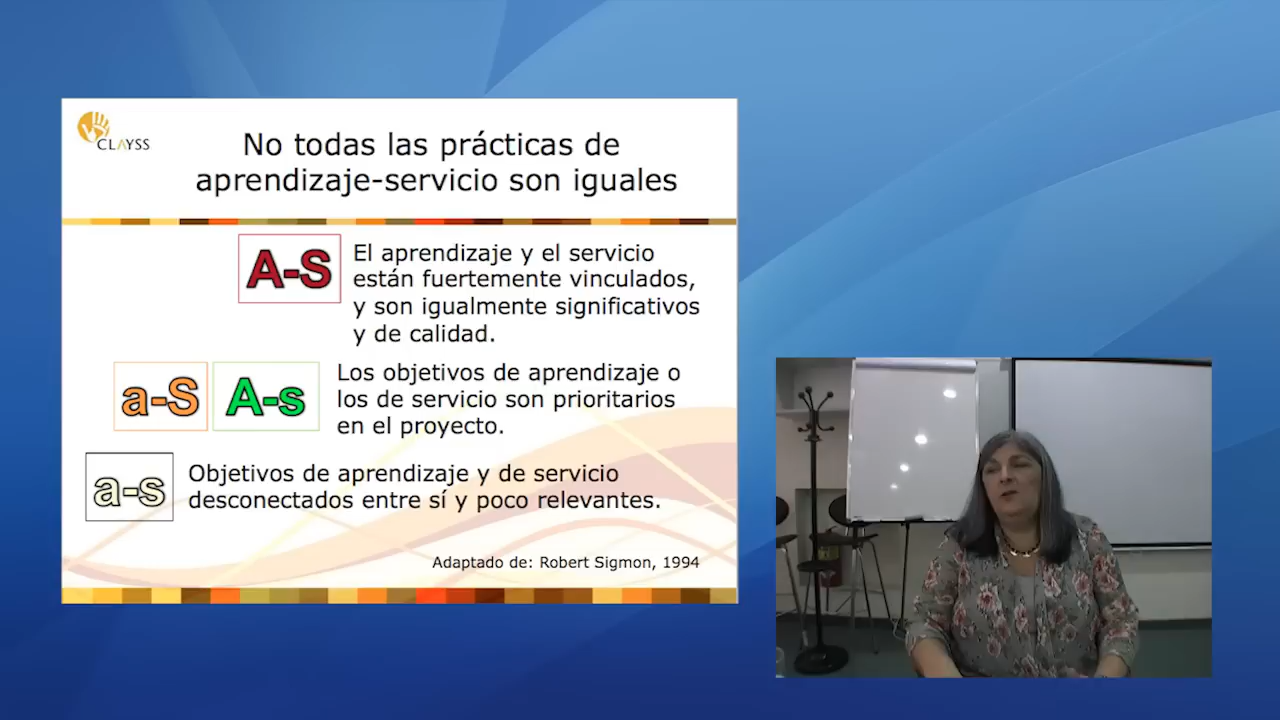 CLAYSS
No todas las prácticas de
aprendizaje-servicio son iguales
A-S
El aprendizaje y el servicio
están fuertemente vinculados,
y son igualmente significativos
y de calidad.
a-S A-s
Los objetivos de aprendizaje o
los de servicio son prioritarios
en el proyecto.
a-s
Objetivos de aprendizaje y de servicio
desconectados entre sí y poco relevantes.
Adaptado de: Robert Sigmon, 1994